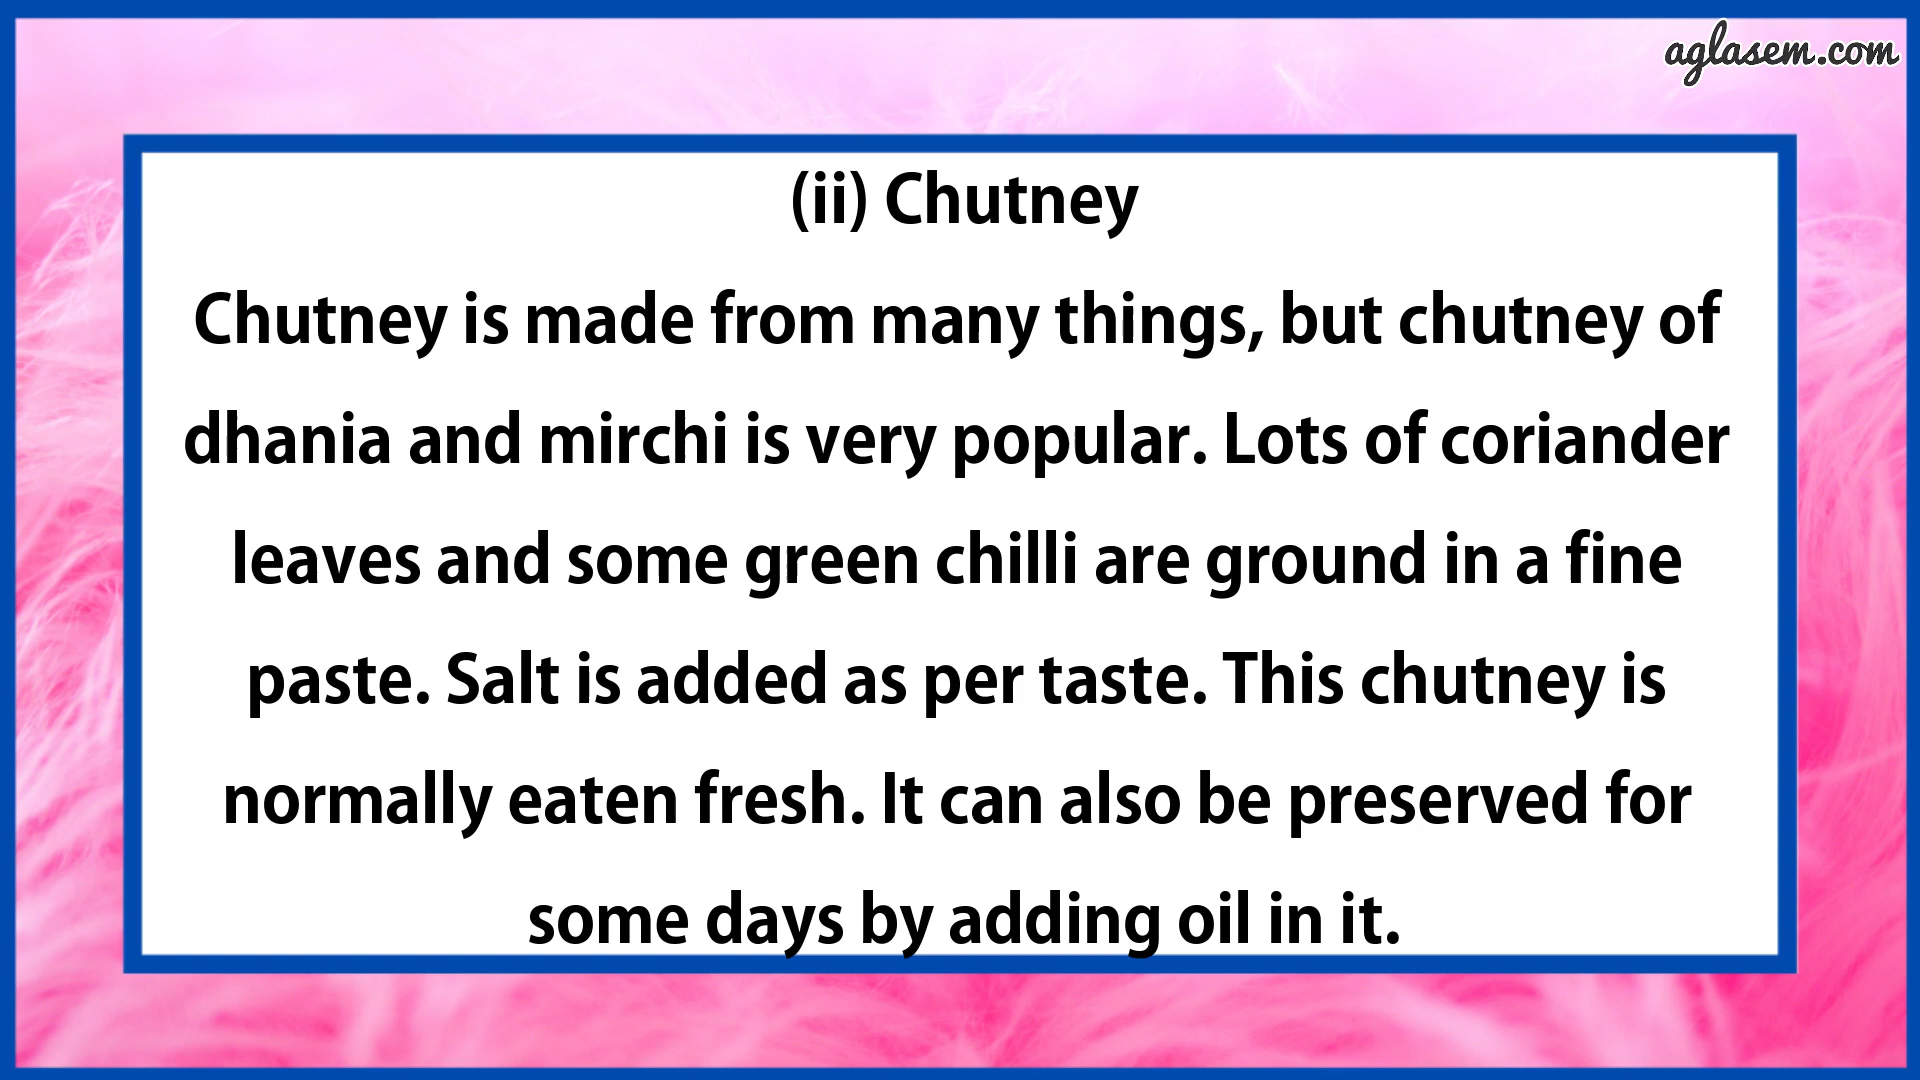 aglasem.com
(ii) Chutney
Chutney is made from many things, but chutney of
dhania and mirchi is very popular. Lots of coriander
leaves and some green chilli are ground in a fine
paste. Salt is added as per taste. This chutney is
normally eaten fresh. It can also be preserved for
some days by adding oil in it.